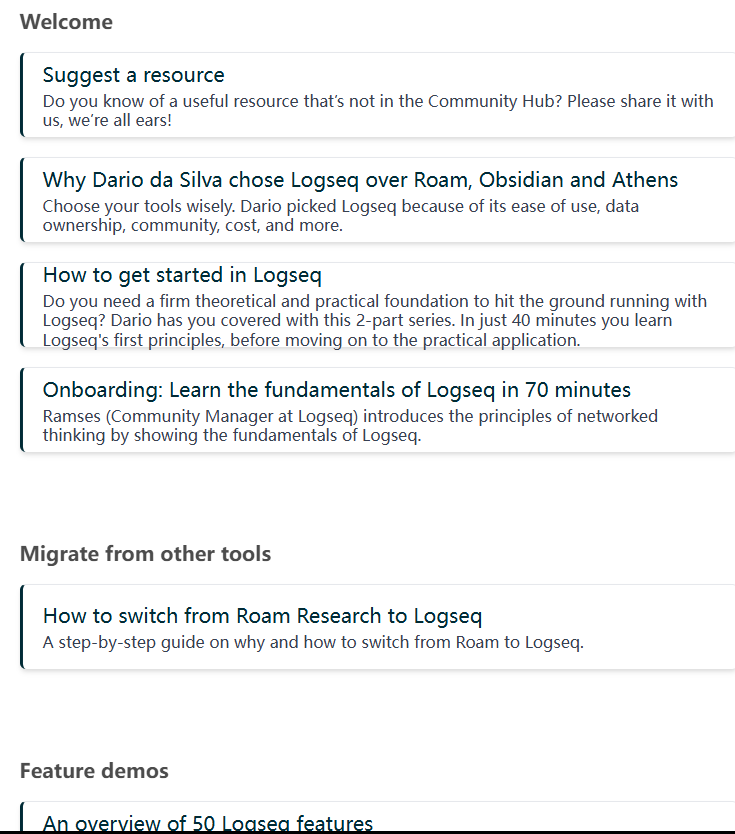 Welcome
Suggest a resource
Do you know of a useful resource that’s not in the Community Hub? Please share it with
us, we’re all ears!
Why Dario da Silva chose Logseq over Roam, Obsidian and Athens
Choose your tools wisely. Dario picked Logseq because of its ease of use, data
ownership, community, cost, and more.
How to get started in Logseq
Do you need a firm theoretical and practical foundation to hit the ground running with
Logseq? Dario has you covered with this 2-part series. In just 40 minutes you learn
Logseq's first principles, before moving on to the practical application.
Onboarding: Learn the fundamentals of Logseq in 70 minutes
Ramses (Community Manager at Logseq) introduces the principles of networked
thinking by showing the fundamentals of Logseq.
Migrate from other tools
How to switch from Roam Research to Logseq
A step-by-step guide on why and how to switch from Roam to Logseq.
Feature demos
An overview of 50 Logseq features